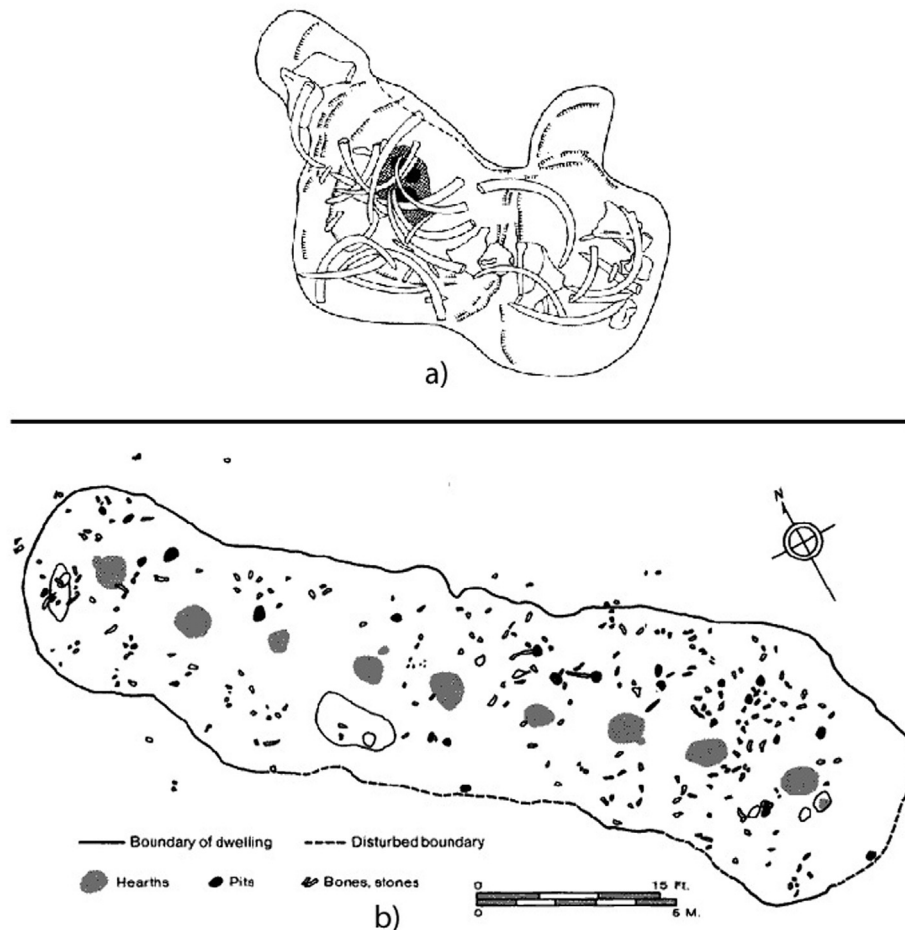 a)
N
Boundary of dwelling Disturbed boundary
Hearths Pits Bones, stones
0 15 FT.
0 5 M.
b)